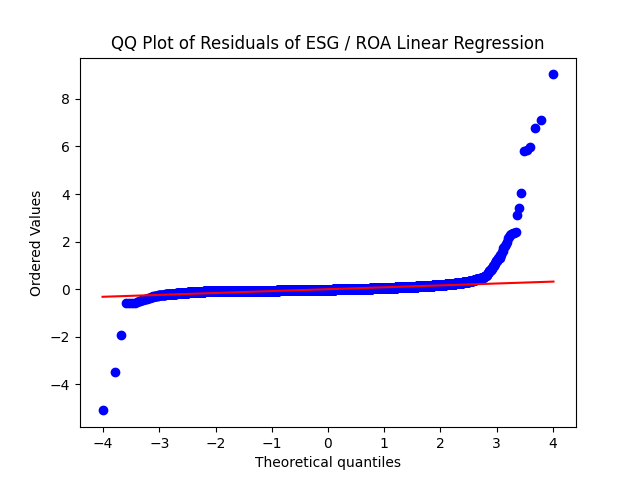 QQ Plot of Residuals of ESG / ROA Linear Regression
8
6
4
2
0
−2
−4
Ordered Values
−4 −3 −2 −1 0 1 2 3 4
Theoretical quantiles